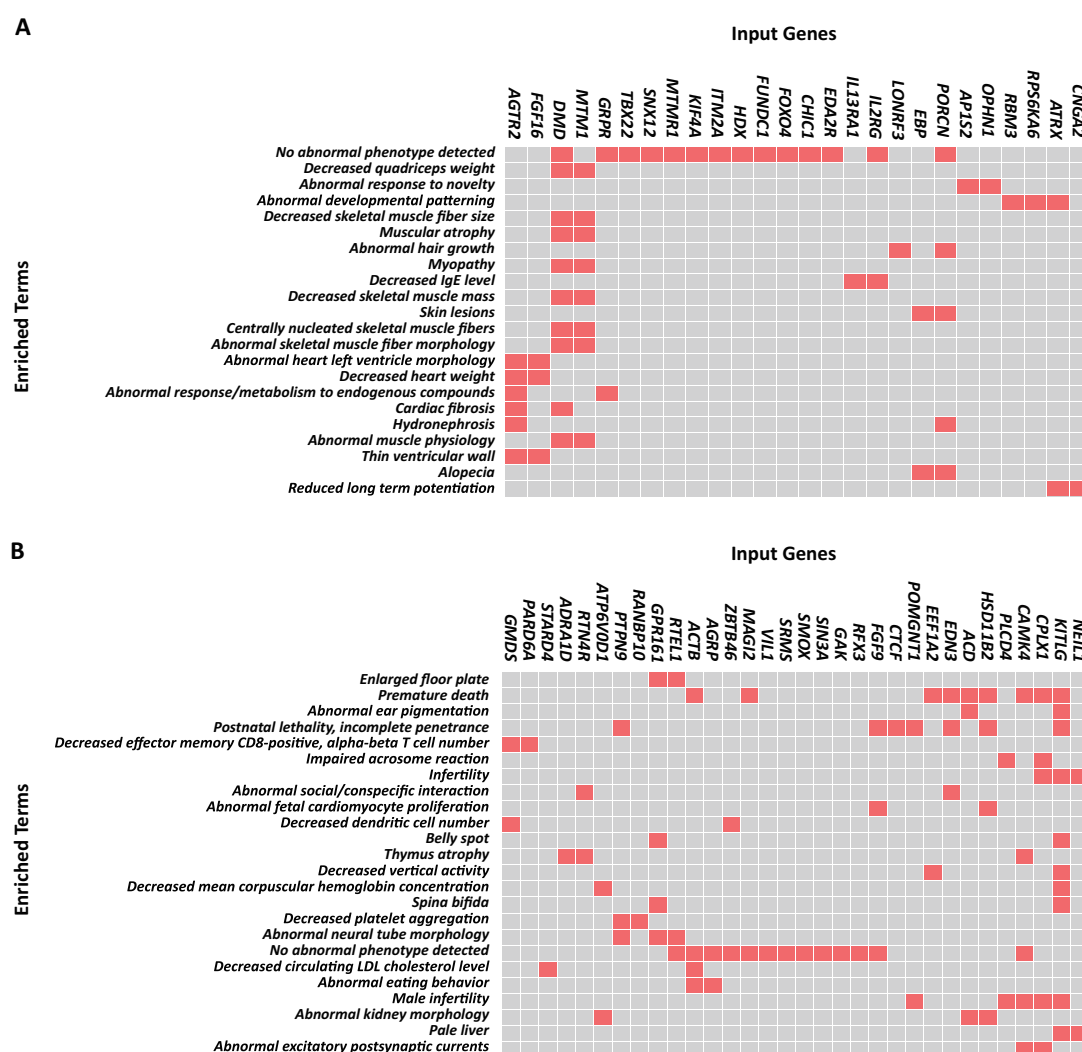 A
Input Genes
AGTR2
FGF16
DMD
MTM1
GRPR
TBX22
SNX12
MTMR1
KIF4A
ITM2A
HDX
FUNDC1
FOXO4
CHIC1
EDA2R
IL13RA1
IL2RG
LONRF3
EBP
PORCN
AP1S2
OPHN1
RBM3
RPS6KA6
ATRX
CNGA2
Enriched Terms
No abnormal phenotype detected
Decreased quadriceps weight
Abnormal response to novelty
Abnormal developmental patterning
Decreased skeletal muscle fiber size
Muscular atrophy
Abnormal hair growth
Myopathy
Decreased IgE level
Decreased skeletal muscle mass
Skin lesions
Centrally nucleated skeletal muscle fibers
Abnormal skeletal muscle fiber morphology
Abnormal heart left ventricle morphology
Decreased heart weight
Abnormal response/metabolism to endogenous compounds
Cardiac fibrosis
Hydronephrosis
Abnormal muscle physiology
Thin ventricular wall
Alopecia
Reduced long term potentiation
B
Input Genes
GMDS
PARD6A
STARD4
ADRA1D
RTN4R
ATP6V0D1
PTPN9
RANBP10
GPR161
RTEL1
ACTB
AGRP
ZBTB46
MAGI2
VIL1
SRMS
SMOX
SIN3A
GAK
RFX3
FGF9
CTCF
POMGNT1
EEF1A2
EDN3
ACD
HSD11B2
PLCD4
CAMK4
CPLX1
KITLG
NEIL1
Enriched Terms
Enlarged floor plate
Premature death
Abnormal ear pigmentation
Postnatal lethality, incomplete penetrance
Decreased effector memory CD8-positive, alpha-beta T cell number
Impaired acrosome reaction
Infertility
Abnormal social/conspecific interaction
Abnormal fetal cardiomyocyte proliferation
Decreased dendritic cell number
Belly spot
Thymus atrophy
Decreased vertical activity
Decreased mean corpuscular hemoglobin concentration
Spina bifida
Decreased platelet aggregation
Abnormal neural tube morphology
No abnormal phenotype detected
Decreased circulating LDL cholesterol level
Abnormal eating behavior
Male infertility
Abnormal kidney morphology
Pale liver
Abnormal excitatory postsynaptic currents